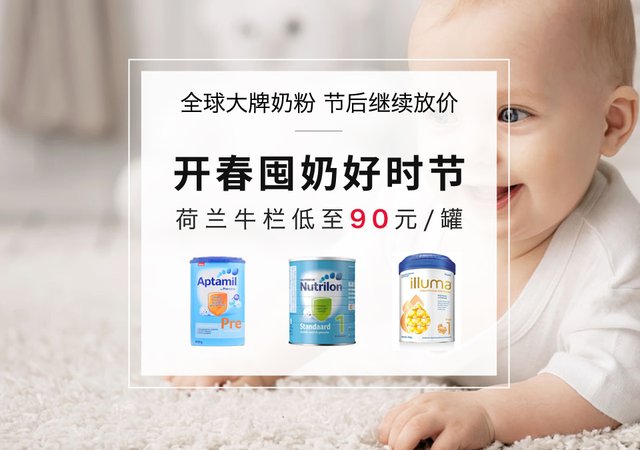 全球大牌奶粉 节后继续放价
开春囤奶好时节
荷兰牛栏低至90元/罐
Aptamil
Pre
Nutrilon
Standaard 1
illuma
1